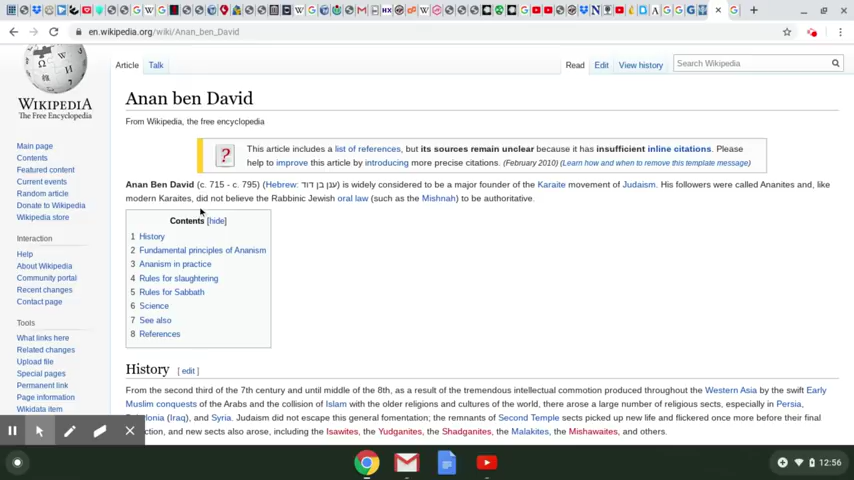 en.wikipedia.org/wiki/Anan_ben_David
WIKIPEDIA
The Free Encyclopedia
Main page
Contents
Featured content
Current events
Random article
Donate to Wikipedia
Wikipedia store
Interaction
Help
About Wikipedia
Community portal
Recent changes
Contact page
Tools
What links here
Related changes
Upload file
Special pages
Permanent link
Page information
Wikidata item
Article Talk
Read Edit View history Search Wikipedia
Anan ben David
From Wikipedia, the free encyclopedia
This article includes a list of references, but its sources remain unclear because it has insufficient inline citations. Please
help to improve this article by introducing more precise citations. (February 2010) (Learn how and when to remove this template message)
Anan Ben David (c. 715 - c. 795) (Hebrew: ענן בן דוד) is widely considered to be a major founder of the Karaite movement of Judaism. His followers were called Ananites and, like
modern Karaites, did not believe the Rabbinic Jewish oral law (such as the Mishnah) to be authoritative.
Contents [hide]
1 History
2 Fundamental principles of Ananism
3 Ananism in practice
4 Rules for slaughtering
5 Rules for Sabbath
6 Science
7 See also
8 References
History [ edit ]
From the second third of the 7th century and until middle of the 8th, as a result of the tremendous intellectual commotion produced throughout the Western Asia by the swift Early
Muslim conquests of the Arabs and the collision of Islam with the older religions and cultures of the world, there arose a large number of religious sects, especially in Persia,
(Iraq), and Syria. Judaism did not escape this general fomentation; the remnants of Second Temple sects picked up new life and flickered once more before their final
and new sects also arose, including the Isawites, the Yudganites, the Shadganites, the Malakites, the Mishawaites, and others.
12:56